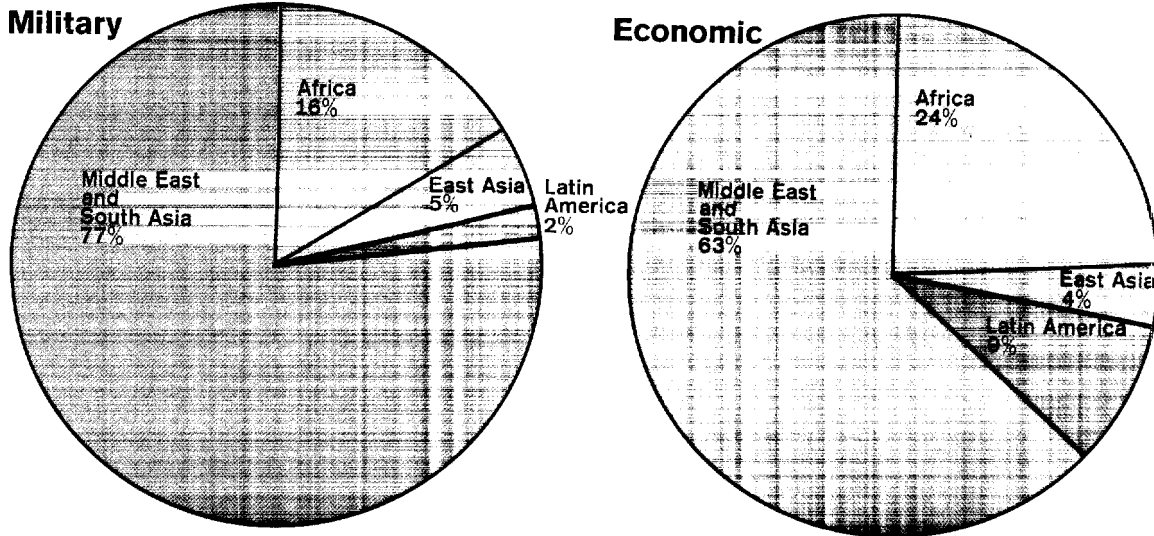 Military
Africa
16%
Middle East
and
South Asia
77%
East Asia
5%
Latin
America
2%
Economic
Africa
24%
Middle East
and
South Asia
63%
East Asia
4%
Latin America
9%